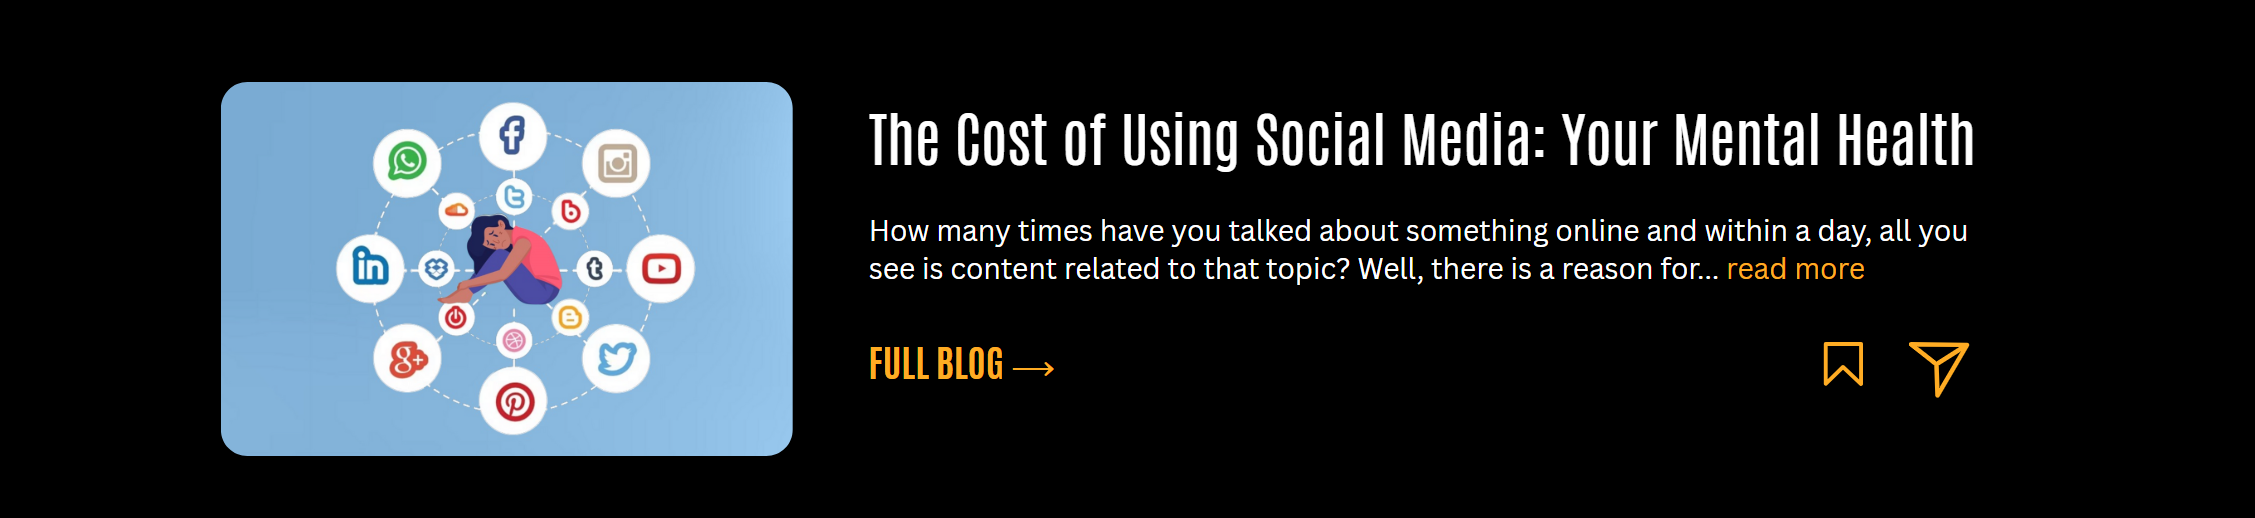 The Cost of Using Social Media: Your Mental Health
How many times have you talked about something online and within a day, all you
see is content related to that topic? Well, there is a reason for... read more
FULL BLOG →